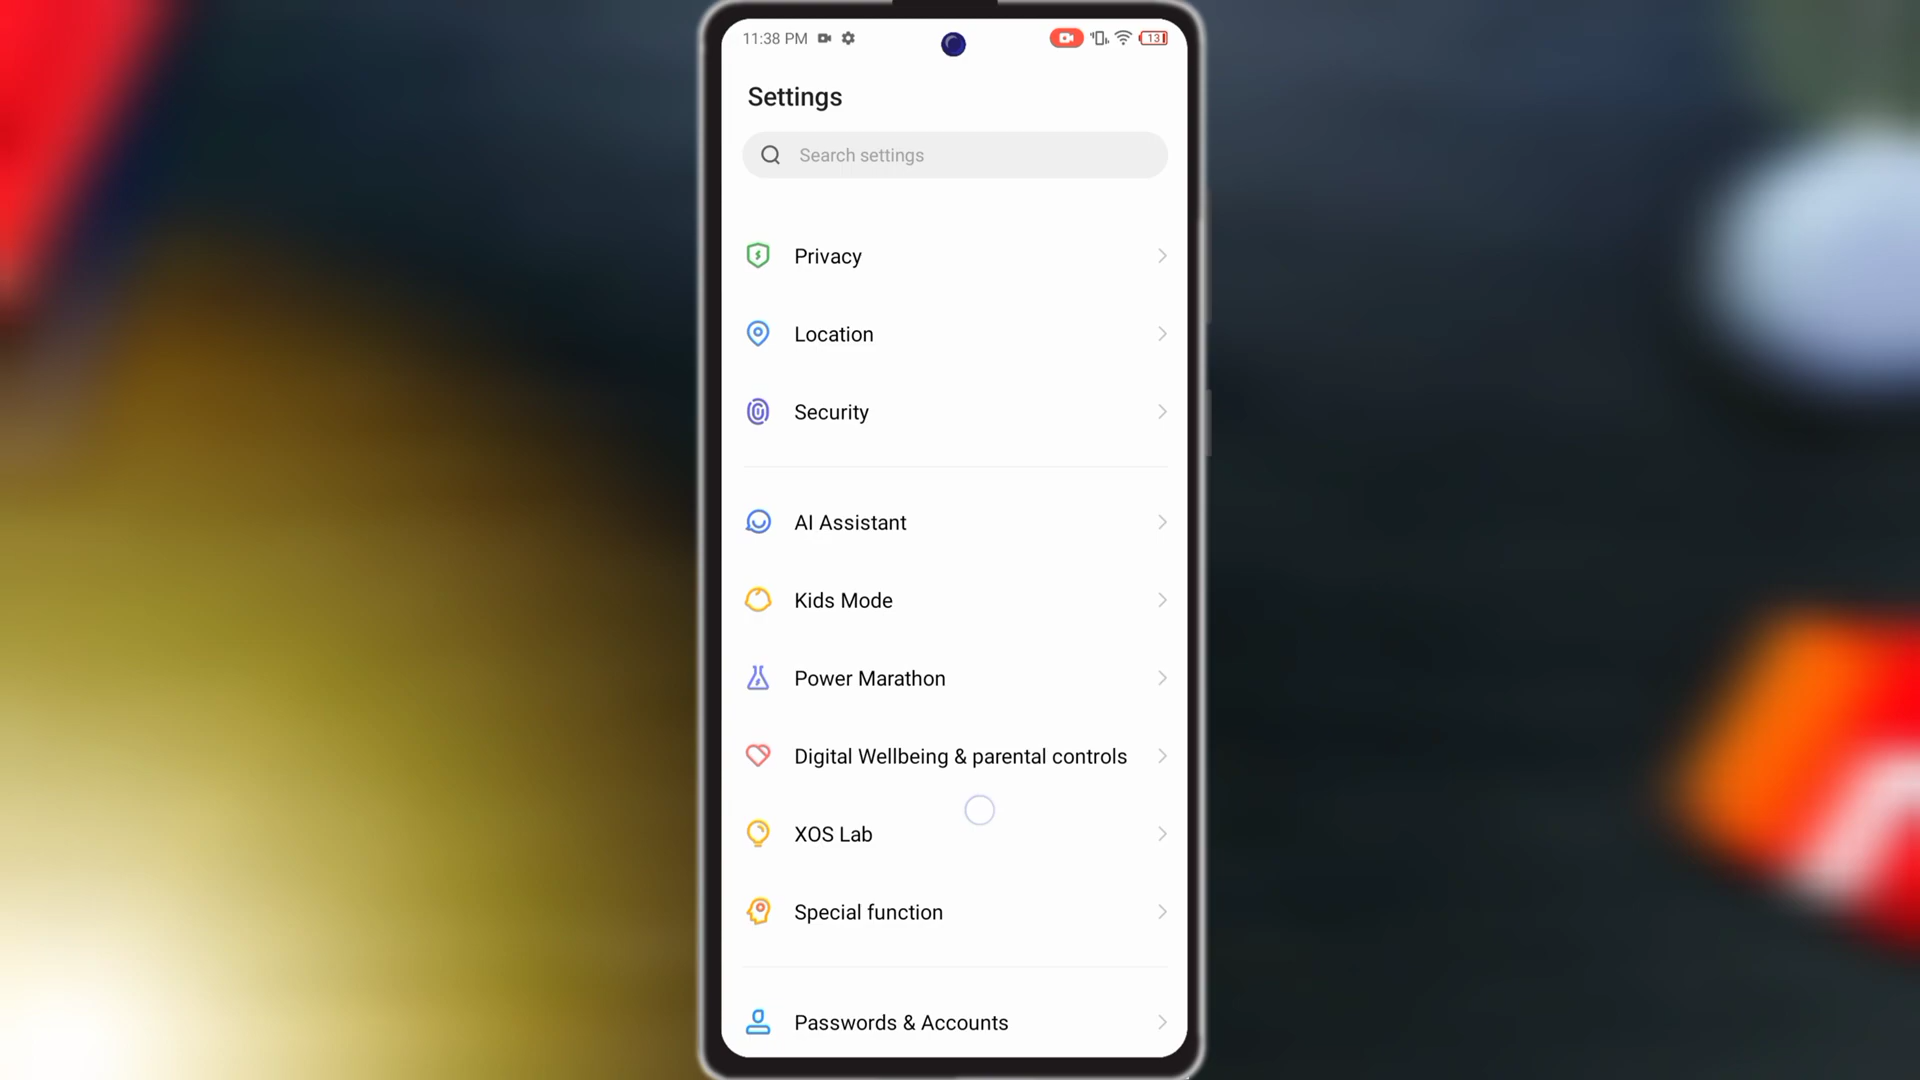 11:38 PM
13
Settings
Search settings
Privacy
Location
Security
AI Assistant
Kids Mode
Power Marathon
Digital Wellbeing & parental controls
XOS Lab
Special function
Passwords & Accounts